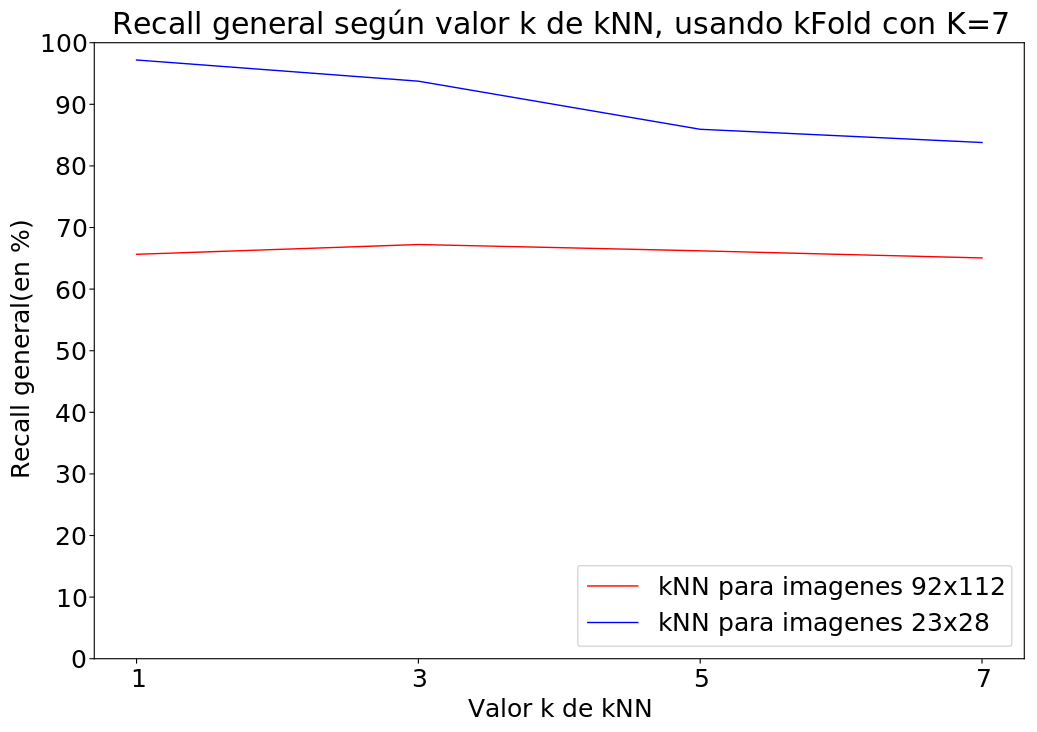 Recall general según valor k de kNN, usando kFold con K=7
100
90
80
70
60
50
40
30
20
10
0
Recall general(en %)
kNN para imagenes 92x112
kNN para imagenes 23x28
1 3 5 7
Valor k de kNN